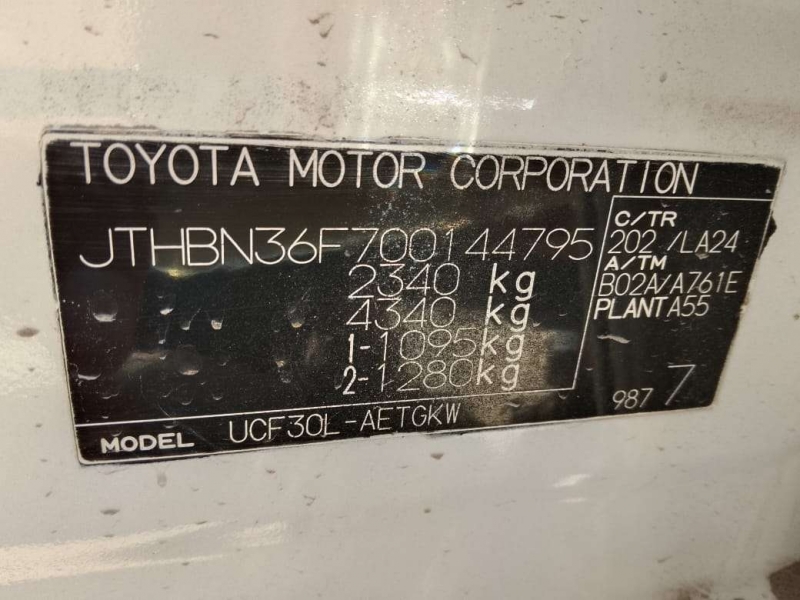 TOYOTA MOTOR CORPORATION
JTHBN36F700144795
2340 kg
4340 kg
1-1095kg
2-1280kg
C/TR
202 /LA24
A/TM
B02A/A761E
PLANT A55
987 7
MODEL UCF30L-AETGKW